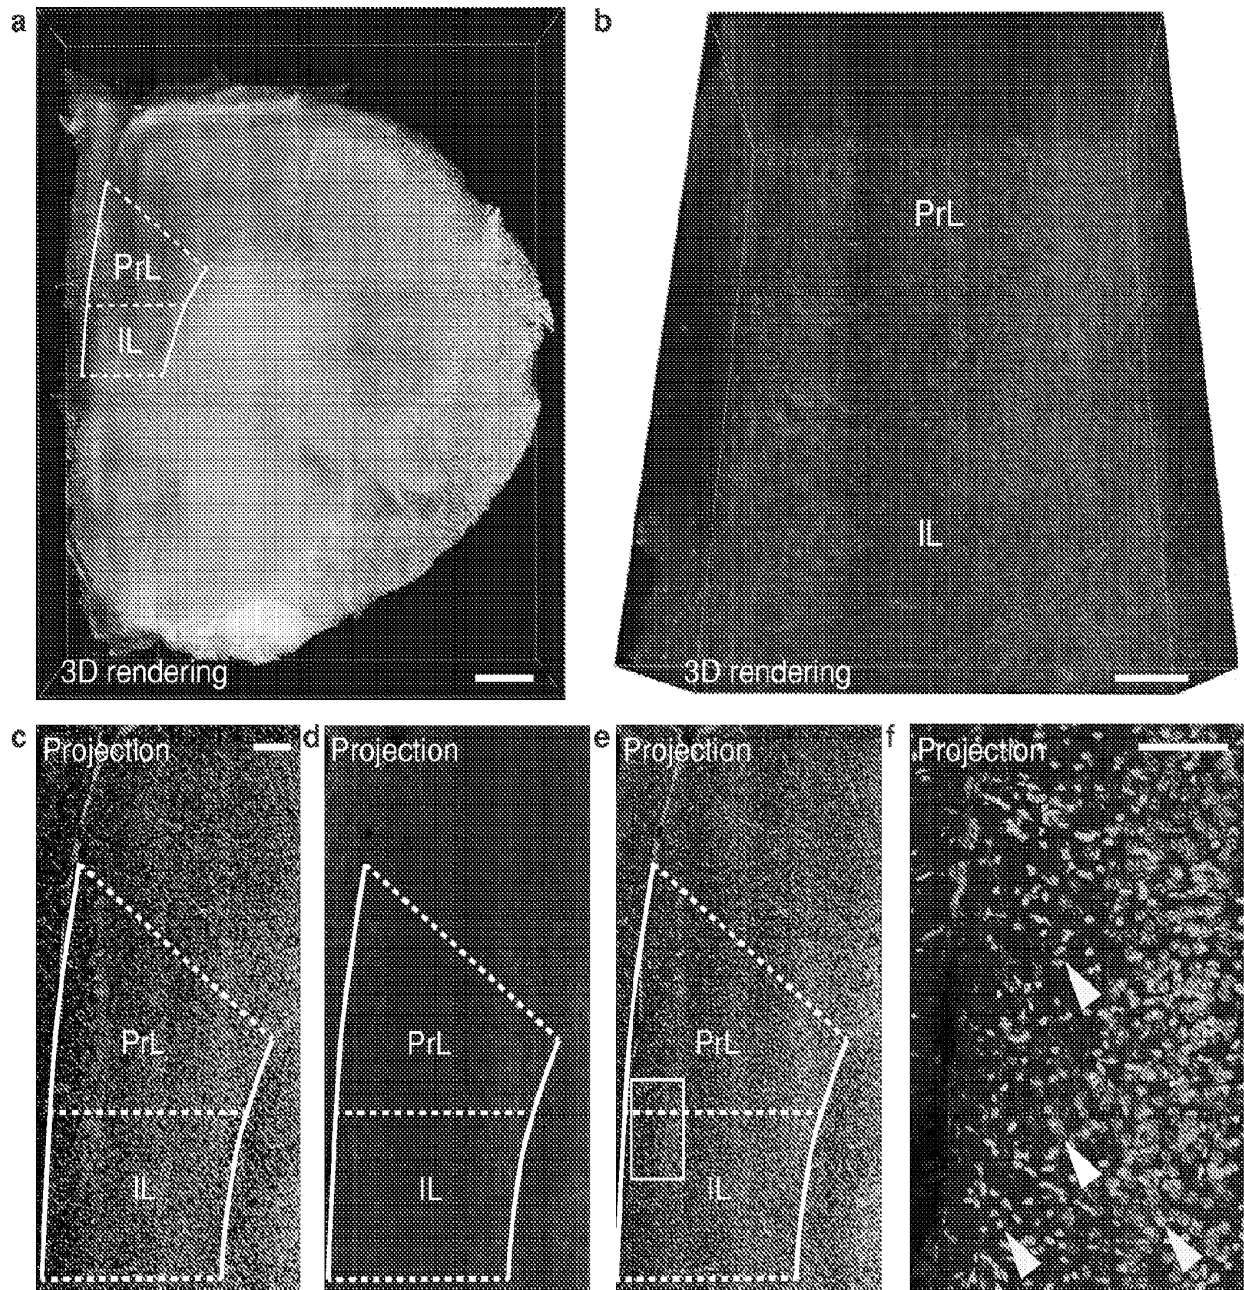 a
PrL
IL
3D rendering
b
PrL
IL
3D rendering
c
Projection
PrL
IL
d
Projection
PrL
IL
e
Projection
PrL
IL
f
Projection